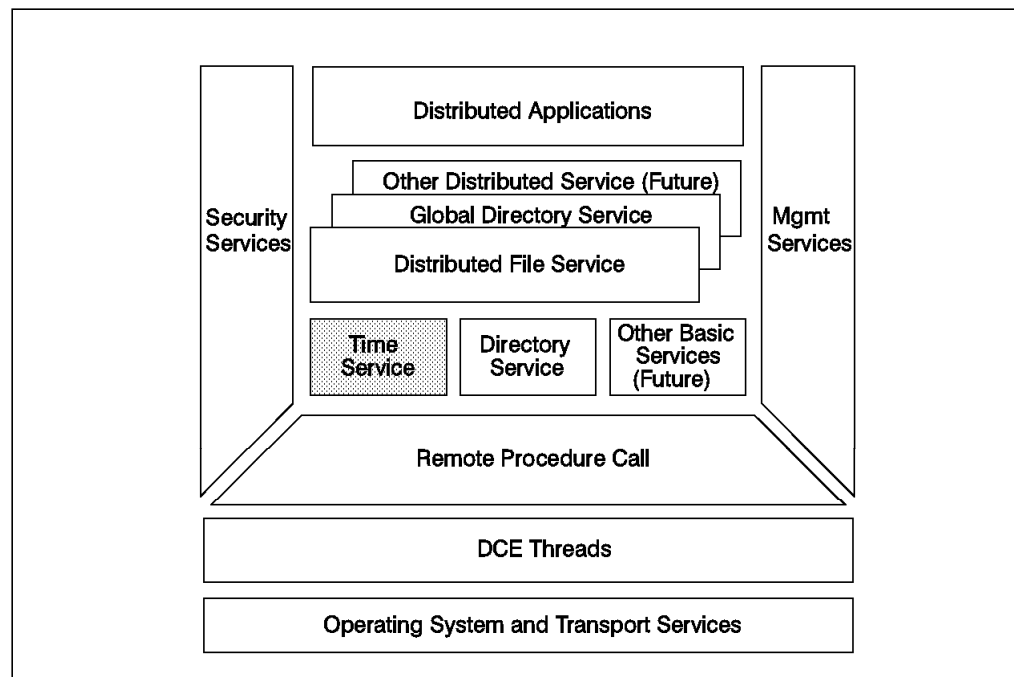 Distributed Applications
Other Distributed Service (Future)
Security
Services
Global Directory Service
Mgmt
Services
Distributed File Service
Time
Service
Directory
Service
Other Basic
Services
(Future)
Remote Procedure Call
DCE Threads
Operating System and Transport Services